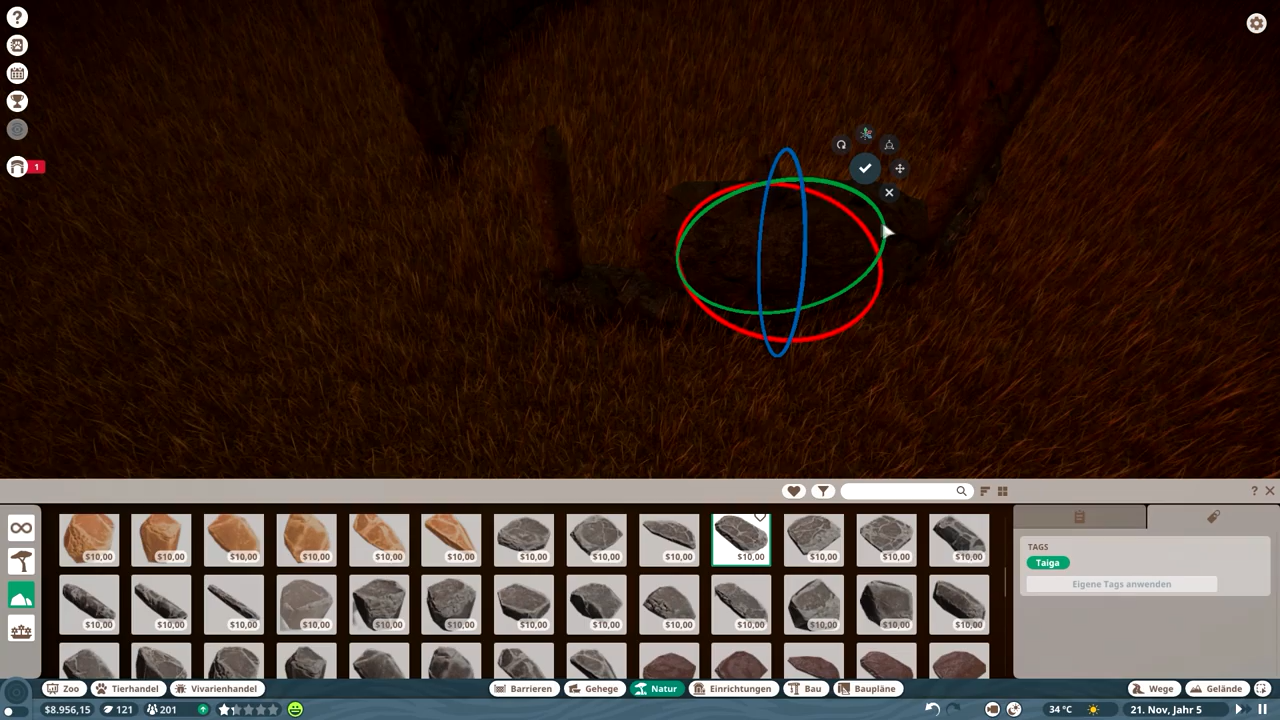 ?
1
? ✕
$10,00 $10,00 $10,00 $10,00 $10,00 $10,00 $10,00 $10,00 $10,00 $10,00 $10,00 $10,00 $10,00
$10,00 $10,00 $10,00 $10,00 $10,00 $10,00 $10,00 $10,00 $10,00 $10,00 $10,00 $10,00 $10,00
TAGS
Taiga
Eigene Tags anwenden
Zoo Tierhandel Vivarienhandel Barrieren Gehege Natur Einrichtungen Bau Baupläne Wege Gelände
$8.956,15 121 201 34 °C 21. Nov, Jahr 5